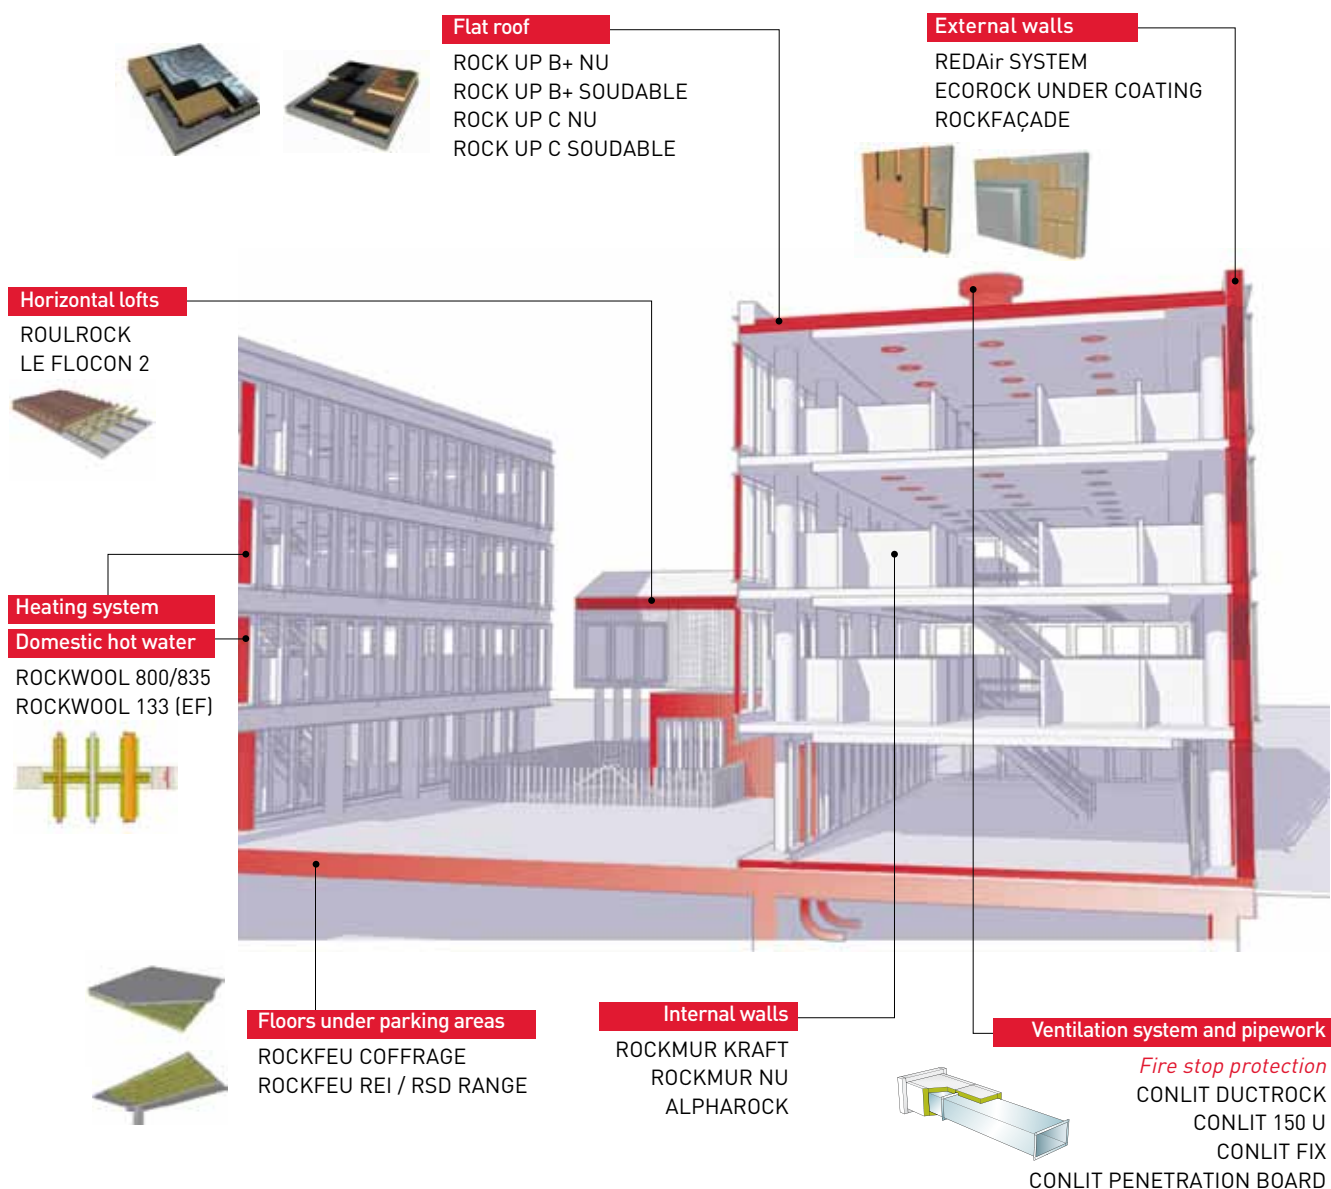 Flat roof
ROCK UP B+ NU
ROCK UP B+ SOUDABLE
ROCK UP C NU
ROCK UP C SOUDABLE
External walls
REDAir SYSTEM
ECOROCK UNDER COATING
ROCKFAÇADE
Horizontal lofts
ROULROCK
LE FLOCON 2
Heating system
Domestic hot water
ROCKWOOL 800/835
ROCKWOOL 133 (EF)
Floors under parking areas
ROCKFEU COFFRAGE
ROCKFEU REI / RSD RANGE
Internal walls
ROCKMUR KRAFT
ROCKMUR NU
ALPHAROCK
Ventilation system and pipework
Fire stop protection
CONLIT DUCTROCK
CONLIT 150 U
CONLIT FIX
CONLIT PENETRATION BOARD